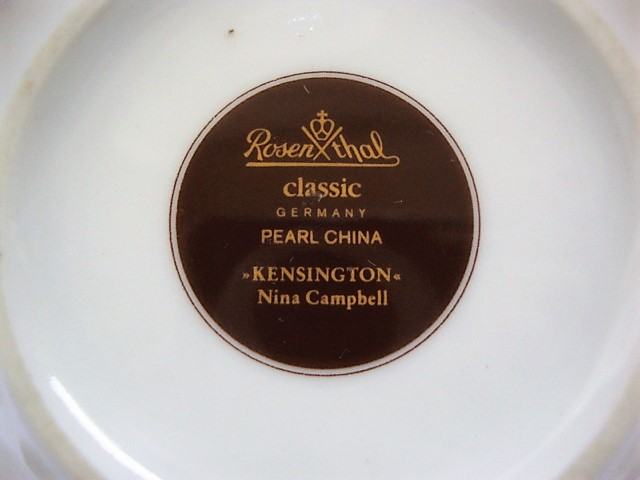 Rosenthal
classic
GERMANY
PEARL CHINA
»KENSINGTON«
Nina Campbell